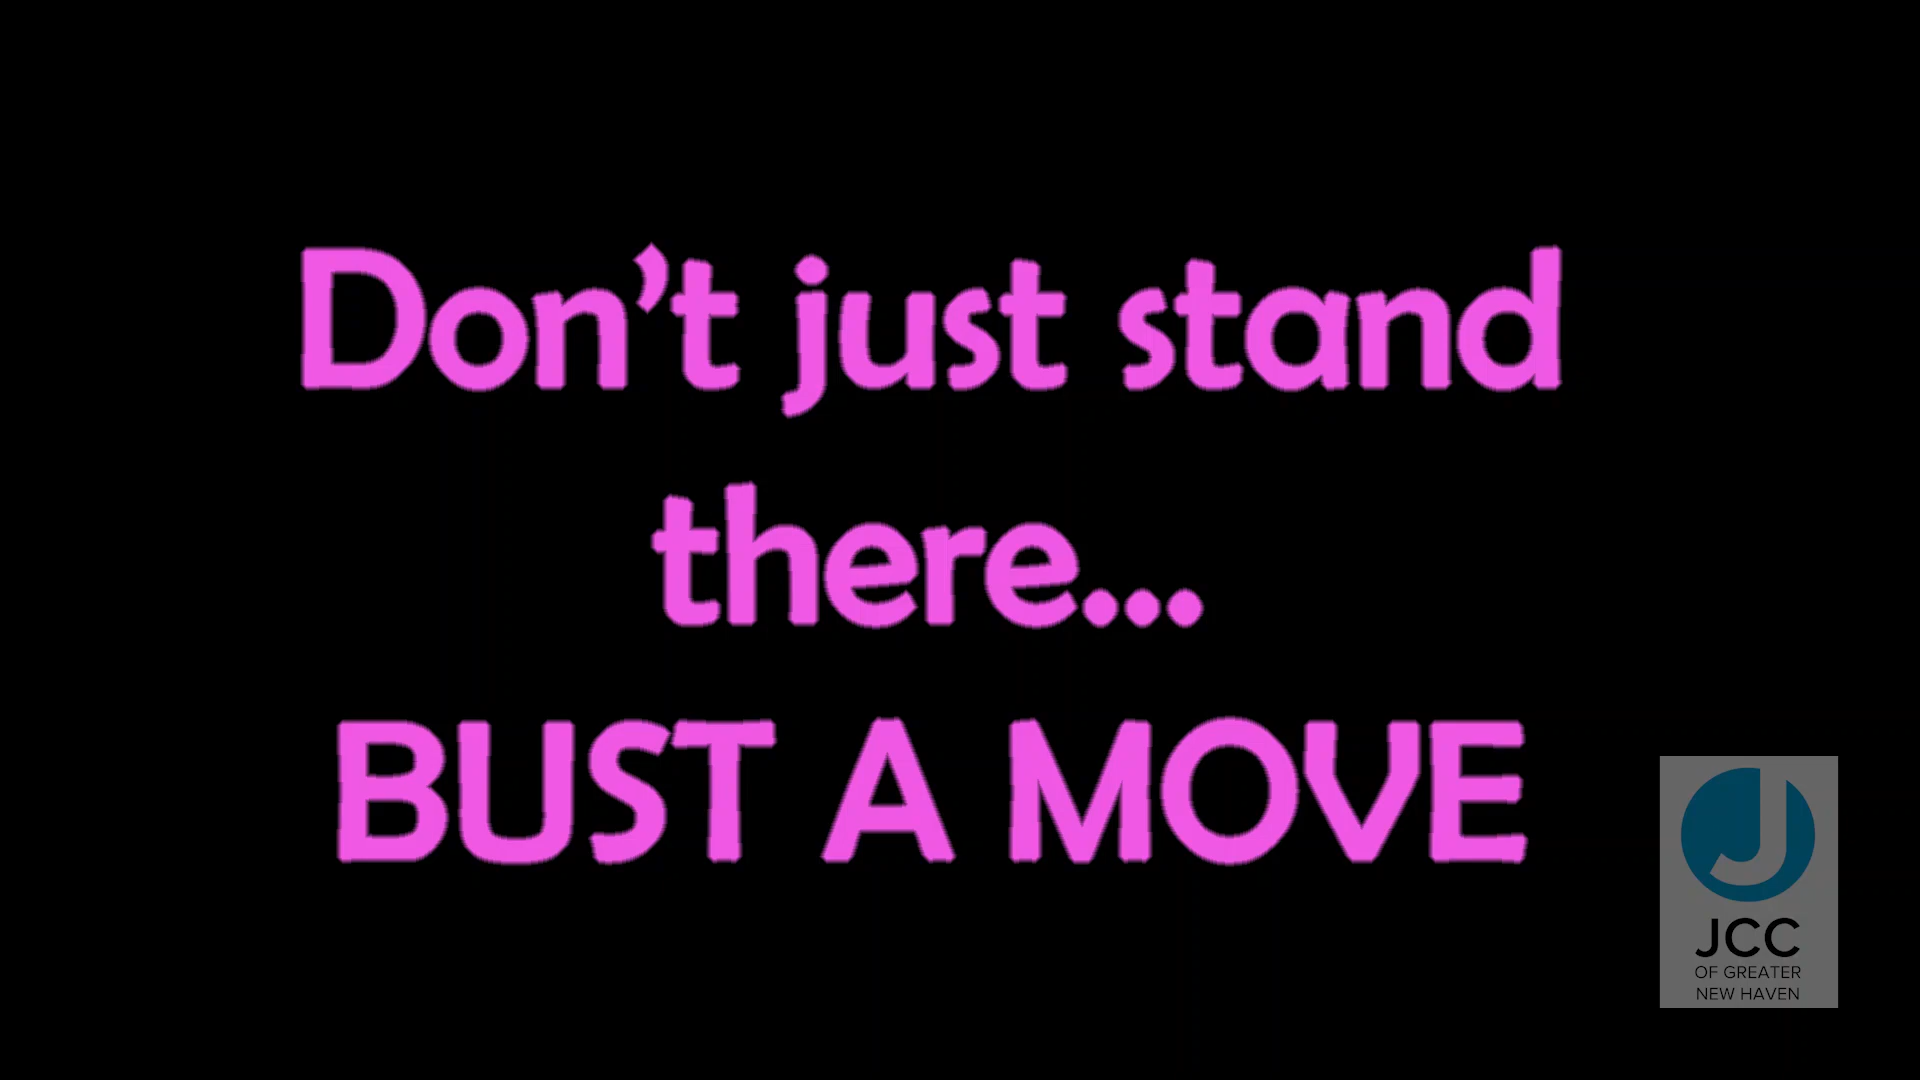 Don’t just stand
there...
BUST A MOVE
JCC
OF GREATER
NEW HAVEN